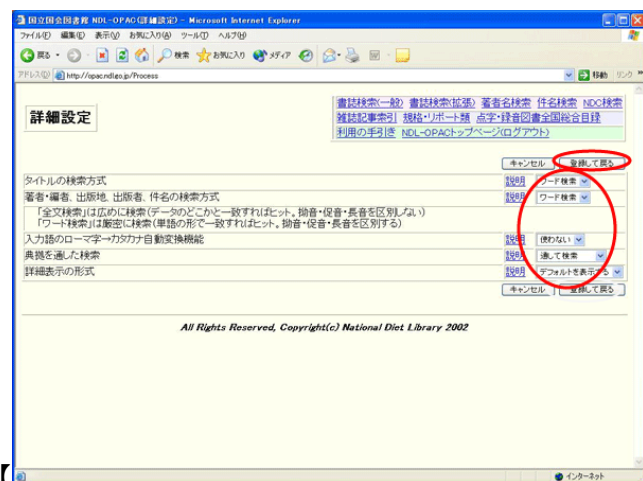 国立国会図書館 NDL-OPAC(詳細設定) - Microsoft Internet Explorer
ファイル(F) 編集(E) 表示(V) お気に入り(A) ツール(T) ヘルプ(H)
戻る 検索 お気に入り メディア
アドレス(D) http://opac.ndl.go.jp/Process 移動 リンク
詳細設定
書誌検索(一般) 書誌検索(拡張) 著者名検索 件名検索 NDC検索
雑誌記事索引 規格・リポート類 点字・録音図書全国総合目録
利用の手引き NDL-OPACトップページ(ログアウト)
キャンセル 登録して戻る
タイトルの検索方式 説明 ワード検索
著者・編者、出版地、出版者、件名の検索方式 説明 ワード検索
「全文検索」は広めに検索(データのどこかと一致すればヒット。拗音・促音・長音を区別しない)
「ワード検索」は厳密に検索(単語の形で一致すればヒット。拗音・促音・長音を区別する)
入力語のローマ字→カタカナ自動変換機能 説明 使わない
典拠を通した検索 説明 通して検索
詳細表示の形式 説明 デフォルトを表示する
キャンセル 登録して戻る
All Rights Reserved, Copyright(c) National Diet Library 2002
【
インターネット